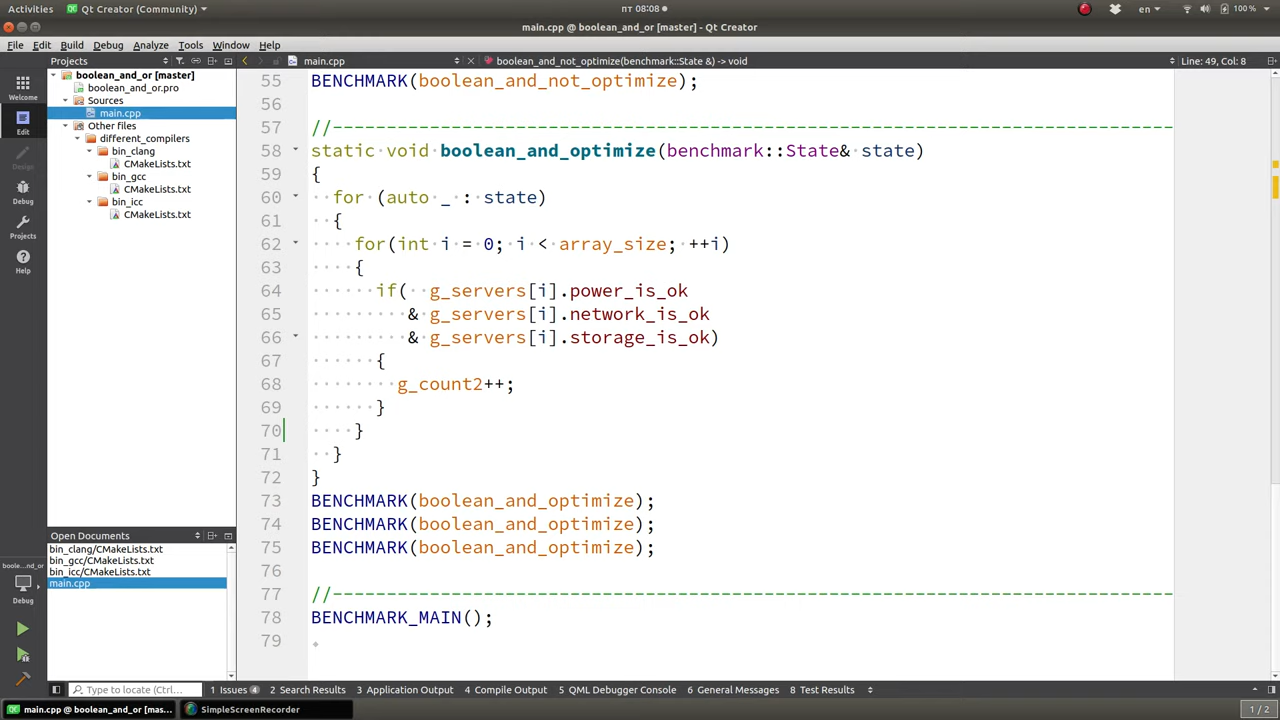 Activities
Qt Creator (Community)
пт 08:08
en
100 %
main.cpp @ boolean_and_or [master] - Qt Creator
File Edit Build Debug Analyze Tools Window Help
Projects
main.cpp
boolean_and_not_optimize(benchmark::State &) -> void
Line: 49, Col: 8
Welcome
Edit
Design
Debug
Projects
Help
boolean_and_or [master]
boolean_and_or.pro
Sources
main.cpp
Other files
different_compilers
bin_clang
CMakeLists.txt
bin_gcc
CMakeLists.txt
bin_icc
CMakeLists.txt
Open Documents
bin_clang/CMakeLists.txt
bin_gcc/CMakeLists.txt
bin_icc/CMakeLists.txt
main.cpp
boole...nd_or
Debug
55 BENCHMARK(boolean_and_not_optimize);
56
57 //------------------------------------------------------------------------------
58 static void boolean_and_optimize(benchmark::State& state)
59 {
60 for (auto _ : state)
61 {
62 for(int i = 0; i < array_size; ++i)
63 {
64 if( g_servers[i].power_is_ok
65 & g_servers[i].network_is_ok
66 & g_servers[i].storage_is_ok)
67 {
68 g_count2++;
69 }
70 }
71 }
72 }
73 BENCHMARK(boolean_and_optimize);
74 BENCHMARK(boolean_and_optimize);
75 BENCHMARK(boolean_and_optimize);
76
77 //------------------------------------------------------------------------------
78 BENCHMARK_MAIN();
79
Type to locate (Ctrl-...
1 Issues 4 2 Search Results 3 Application Output 4 Compile Output 5 QML Debugger Console 6 General Messages 8 Test Results
main.cpp @ boolean_and_or [mas...
SimpleScreenRecorder
1 / 2